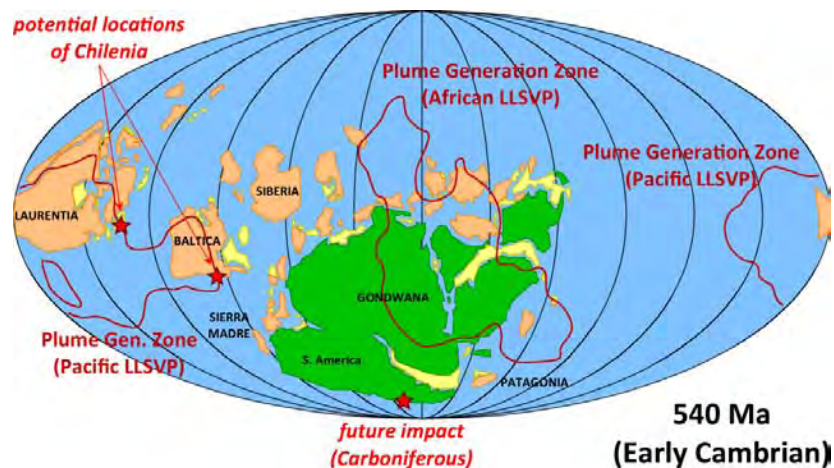 potential locations
of Chilenia
Plume Generation Zone
(African LLSVP)
Plume Generation Zone
(Pacific LLSVP)
LAURENTIA
SIBERIA
BALTICA
GONDWANA
SIERRA
MADRE
Plume Gen. Zone
(Pacific LLSVP)
S. America
PATAGONIA
future impact
(Carboniferous)
540 Ma
(Early Cambrian)